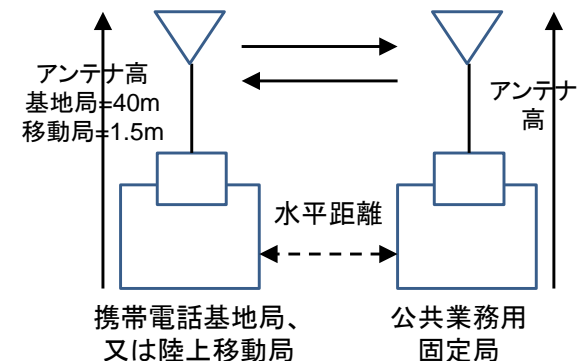 アンテナ高
基地局=40m
移動局=1.5m
アンテナ
高
水平距離
携帯電話基地局、
又は陸上移動局
公共業務用
固定局